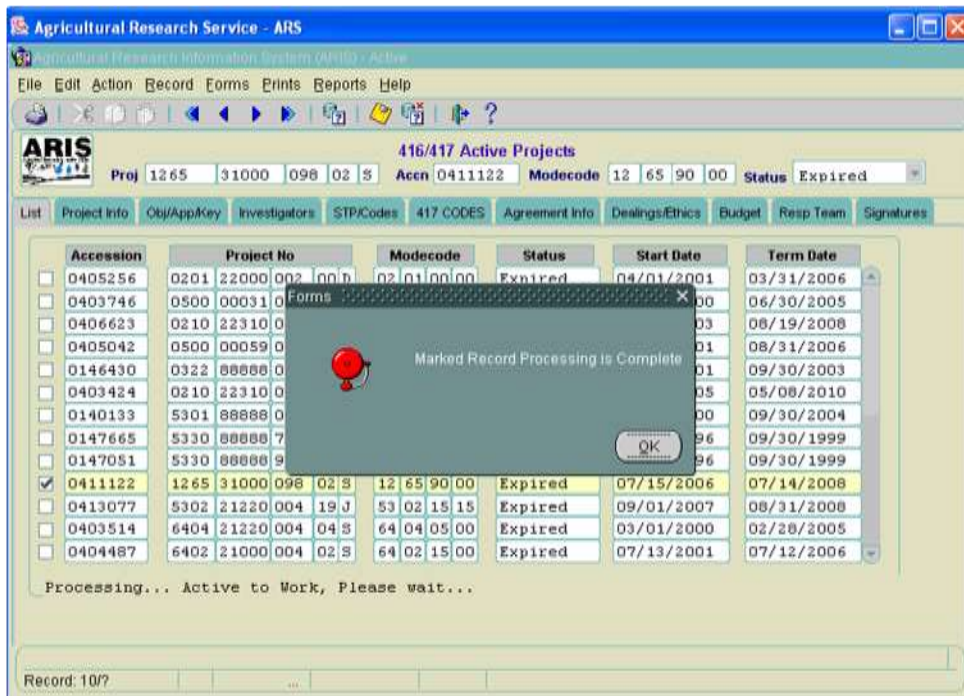 Agricultural Research Service - ARS
Agricultural Research Information System (ARIS) - Active
File Edit Action Record Forms Prints Reports Help
ARIS
416/417 Active Projects
Proj 1265 31000 098 02 S Accn 0411122 Modecode 12 65 90 00 Status Expired
List Project Info Obj/App/Key Investigators STP/Codes 417 CODES Agreement Info Dealings/Ethics Budget Resp Team Signatures
Accession Project No Modecode Status Start Date Term Date
0405256 0201 22000 002 00 D 02 01 00 00 Expired 04/01/2001 03/31/2006
0403746 0500 00031 0 00 06/30/2005
0406623 0210 22310 0 03 08/19/2008
0405042 0500 00059 0 01 08/31/2006
0146430 0322 88888 0 01 09/30/2003
0403424 0210 22310 0 05 05/08/2010
0140133 5301 88888 0 00 09/30/2004
0147665 5330 88888 7 96 09/30/1999
0147051 5330 88888 9 96 09/30/1999
0411122 1265 31000 098 02 S 12 65 90 00 Expired 07/15/2006 07/14/2008
0413077 5302 21220 004 19 J 53 02 15 15 Expired 09/01/2007 08/31/2008
0403514 6404 21220 004 04 S 64 04 05 00 Expired 03/01/2000 02/28/2005
0404487 6402 21000 004 02 S 64 02 15 00 Expired 07/13/2001 07/12/2006
Forms
Marked Record Processing is Complete
OK
Processing... Active to Work, Please wait...
Record: 10/?
...